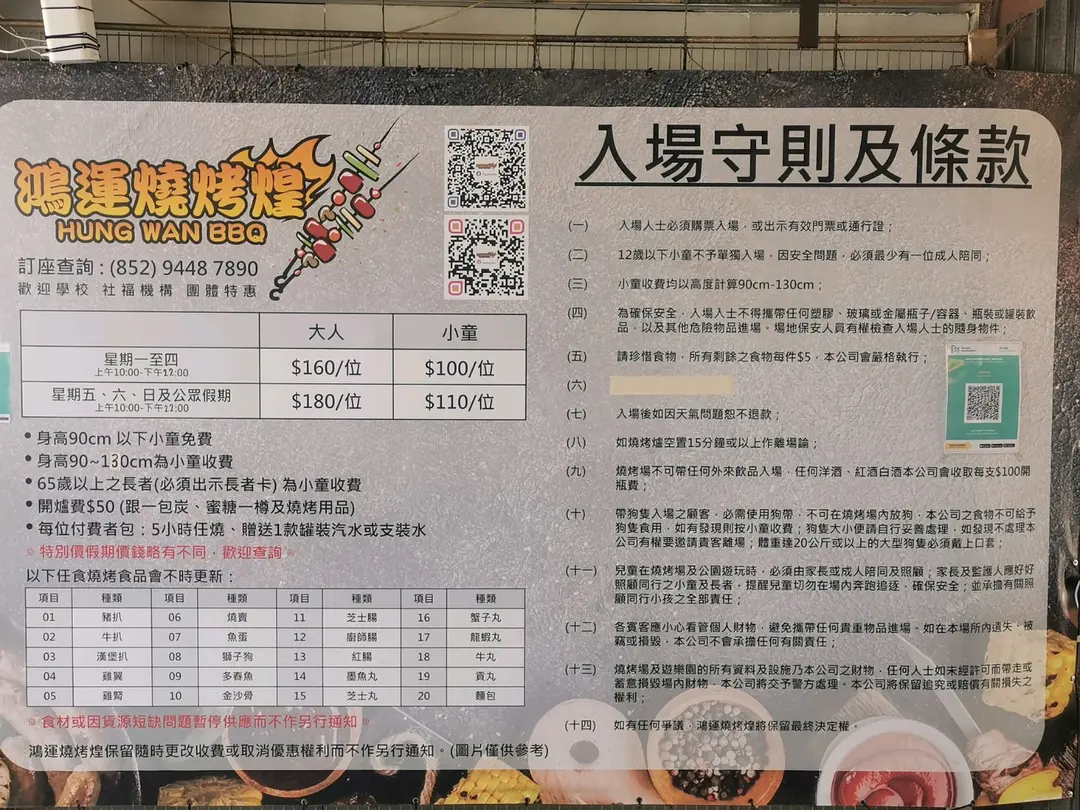 鴻運燒烤煌
HUNG WAN BBQ
訂座查詢 : (852) 9448 7890
歡迎學校 社福機構 團體特惠
大人 小童
星期一至四 $160/位 $100/位
上午10:00-下午12:00
星期五、六、日及公眾假期 $180/位 $110/位
上午10:00-下午12:00
• 身高90cm 以下小童免費
• 身高90~130cm為小童收費
• 65歲以上之長者(必須出示長者卡) 為小童收費
• 開爐費$50 (跟一包炭、蜜糖一樽及燒烤用品)
• 每位付費者包：5小時任燒、贈送1款罐裝汽水或支裝水
特別價假期價錢略有不同，歡迎查詢
以下任食燒烤食品會不時更新：
項目 種類 項目 種類 項目 種類 項目 種類
01 豬扒 06 燒賣 11 芝士腸 16 蟹子丸
02 牛扒 07 魚蛋 12 廚師腸 17 龍蝦丸
03 漢堡扒 08 獅子狗 13 紅腸 18 牛丸
04 雞翼 09 多春魚 14 墨魚丸 19 貢丸
05 雞腎 10 金沙骨 15 芝士丸 20 麵包
食材或因貨源短缺問題暫停供應而不作另行通知
鴻運燒烤煌保留隨時更改收費或取消優惠權利而不作另行通知。(圖片僅供參考)
入場守則及條款
(一) 入場人士必須購票入場，或出示有效門票或通行證；
(二) 12歲以下小童不予單獨入場，因安全問題，必須最少有一位成人陪同；
(三) 小童收費均以高度計算90cm-130cm；
(四) 為確保安全，入場人士不得攜帶任何塑膠、玻璃或金屬瓶子/容器、瓶裝或罐裝飲
品，以及其他危險物品進場。場地保安人員有權檢查入場人士的隨身物件；
(五) 請珍惜食物，所有剩餘之食物每件$5，本公司會嚴格執行；
(六)
(七) 入場後如因天氣問題恕不退款；
(八) 如燒烤爐空置15分鐘或以上作離場論；
(九) 燒烤場不可帶任何外來飲品入場，任何洋酒、紅酒白酒本公司會收取每支$100開
瓶費；
(十) 帶狗隻入場之顧客，必需使用狗帶，不可在燒烤場內放狗，本公司之食物不可給予
狗隻食用，如有發現則按小童收費；狗隻大小便請自行妥善處理，如發現不處理本
公司有權要邀請貴客離場；體重達20公斤或以上的大型狗隻必須戴上口套；
(十一) 兒童在燒烤場及公園遊玩時，必須由家長或成人陪同及照顧；家長及監護人應好好
照顧同行之小童及長者，提醒兒童切勿在場內奔跑追逐，確保安全；並承擔有關照
顧同行小孩之全部責任；
(十二) 各賓客應小心看管個人財物，避免攜帶任何貴重物品進場。如在本場所內遺失、被
竊或損毀，本公司不會承擔任何有關責任；
(十三) 燒烤場及遊樂園的所有資料及設施乃本公司之財物，任何人士如未經許可而帶走或
蓄意損毀場內財物，本公司將交予警方處理。本公司將保留追究或賠償有關損失之
權利；
(十四) 如有任何爭議，鴻運燒烤煌將保留最終決定權。